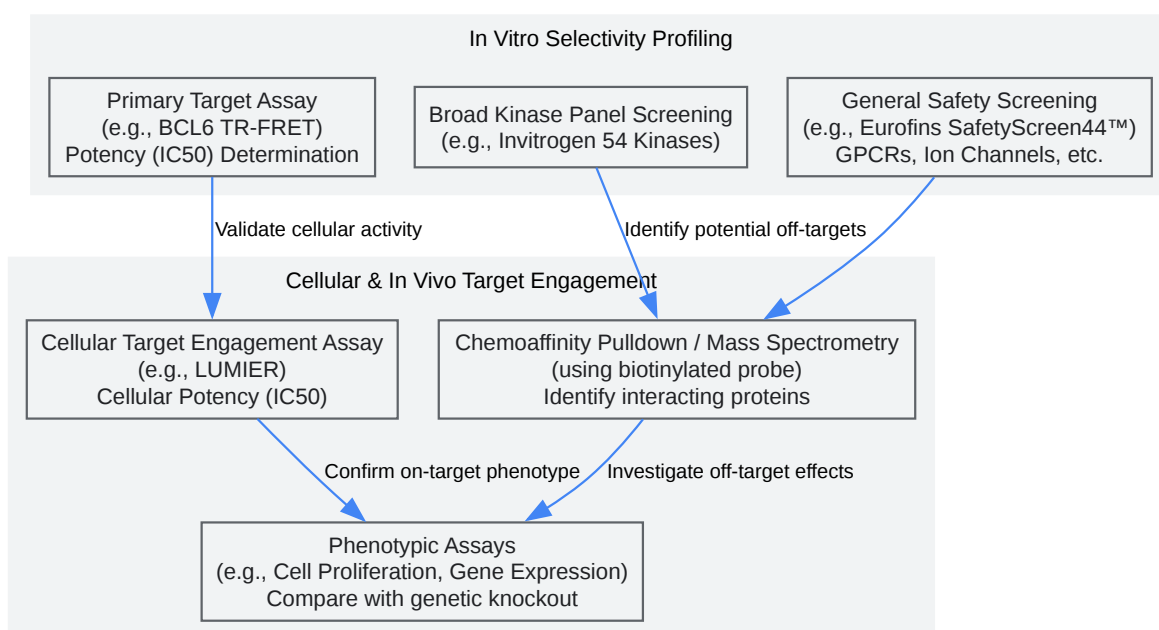 In Vitro Selectivity Profiling
Primary Target Assay
(e.g., BCL6 TR-FRET)
Potency (IC50) Determination
Broad Kinase Panel Screening
(e.g., Invitrogen 54 Kinases)
General Safety Screening
(e.g., Eurofins SafetyScreen44™)
GPCRs, Ion Channels, etc.
Validate cellular activity
Identify potential off-targets
Cellular & In Vivo Target Engagement
Cellular Target Engagement Assay
(e.g., LUMIER)
Cellular Potency (IC50)
Chemoaffinity Pulldown / Mass Spectrometry
(using biotinylated probe)
Identify interacting proteins
Confirm on-target phenotype
Investigate off-target effects
Phenotypic Assays
(e.g., Cell Proliferation, Gene Expression)
Compare with genetic knockout